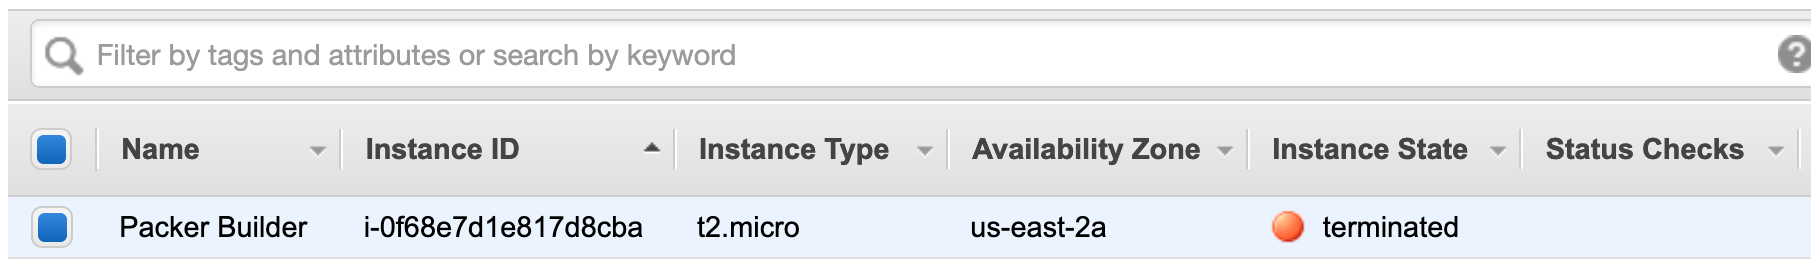 Filter by tags and attributes or search by keyword ?
Name Instance ID Instance Type Availability Zone Instance State Status Checks
Packer Builder i-0f68e7d1e817d8cba t2.micro us-east-2a terminated